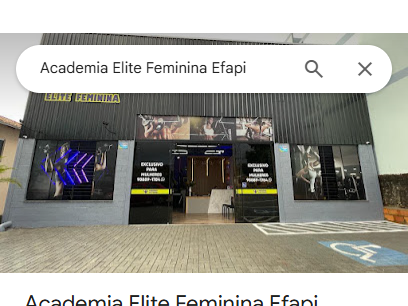 Academia Elite Feminina Efapi
ELITE FEMININA
EXCLUSIVO
PARA
MULHERES
EXCLUSIVO
PARA
MULHERES
Academia Elite Feminina Efapi